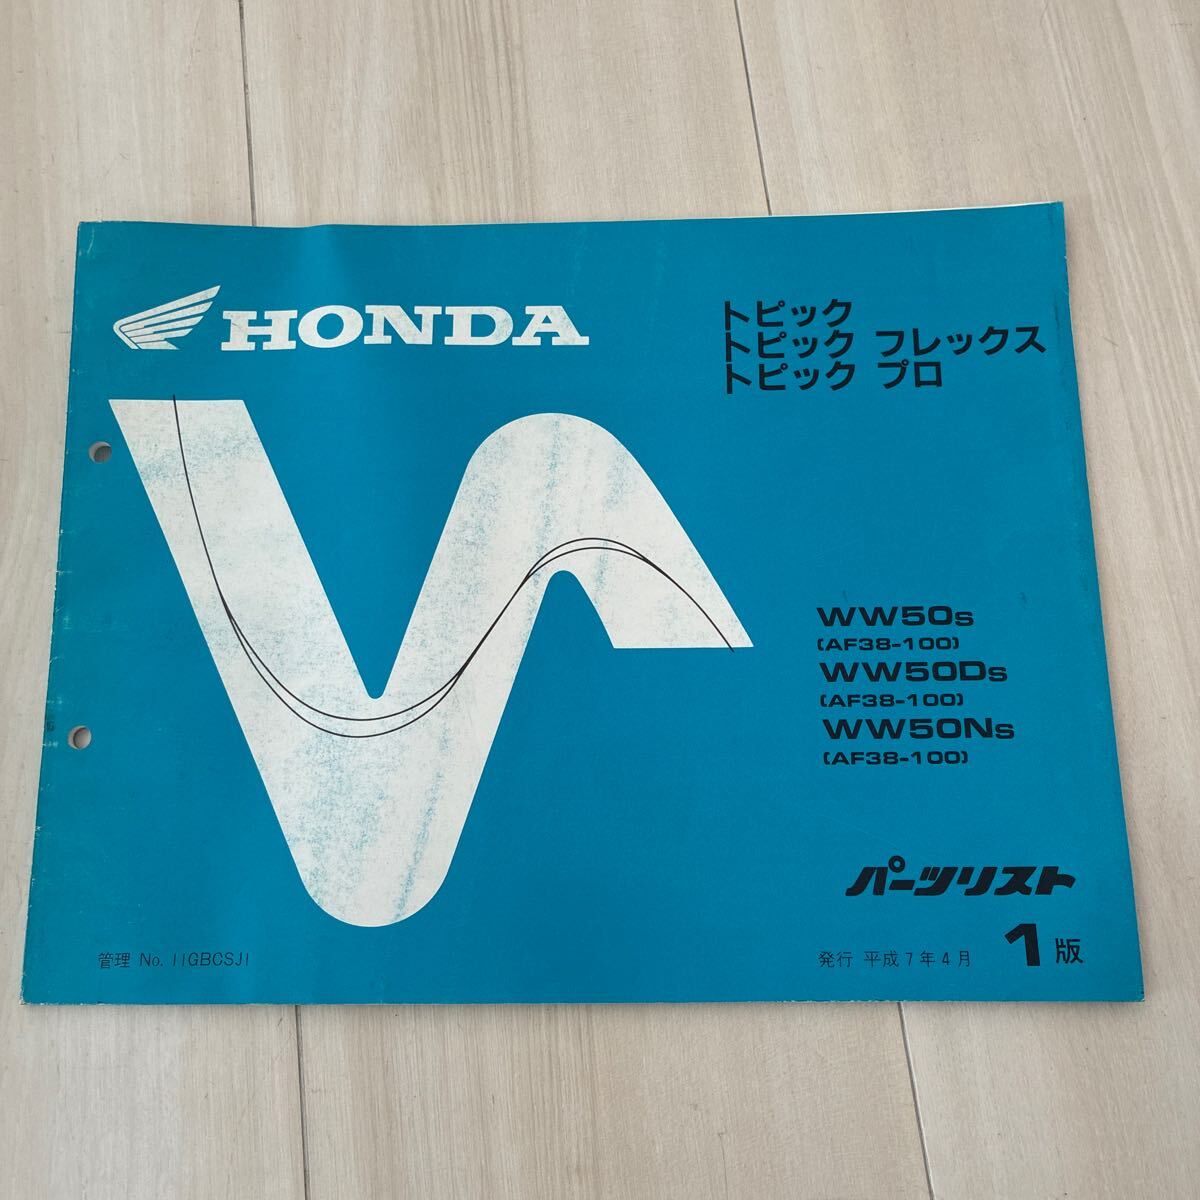 HONDA
トピック
トピック フレックス
トピック プロ
WW50S
(AF38-100)
WW50DS
(AF38-100)
WW50NS
(AF38-100)
パーツリスト
管理 No. 11GBCSJ1
発行 平成7年4月 1版